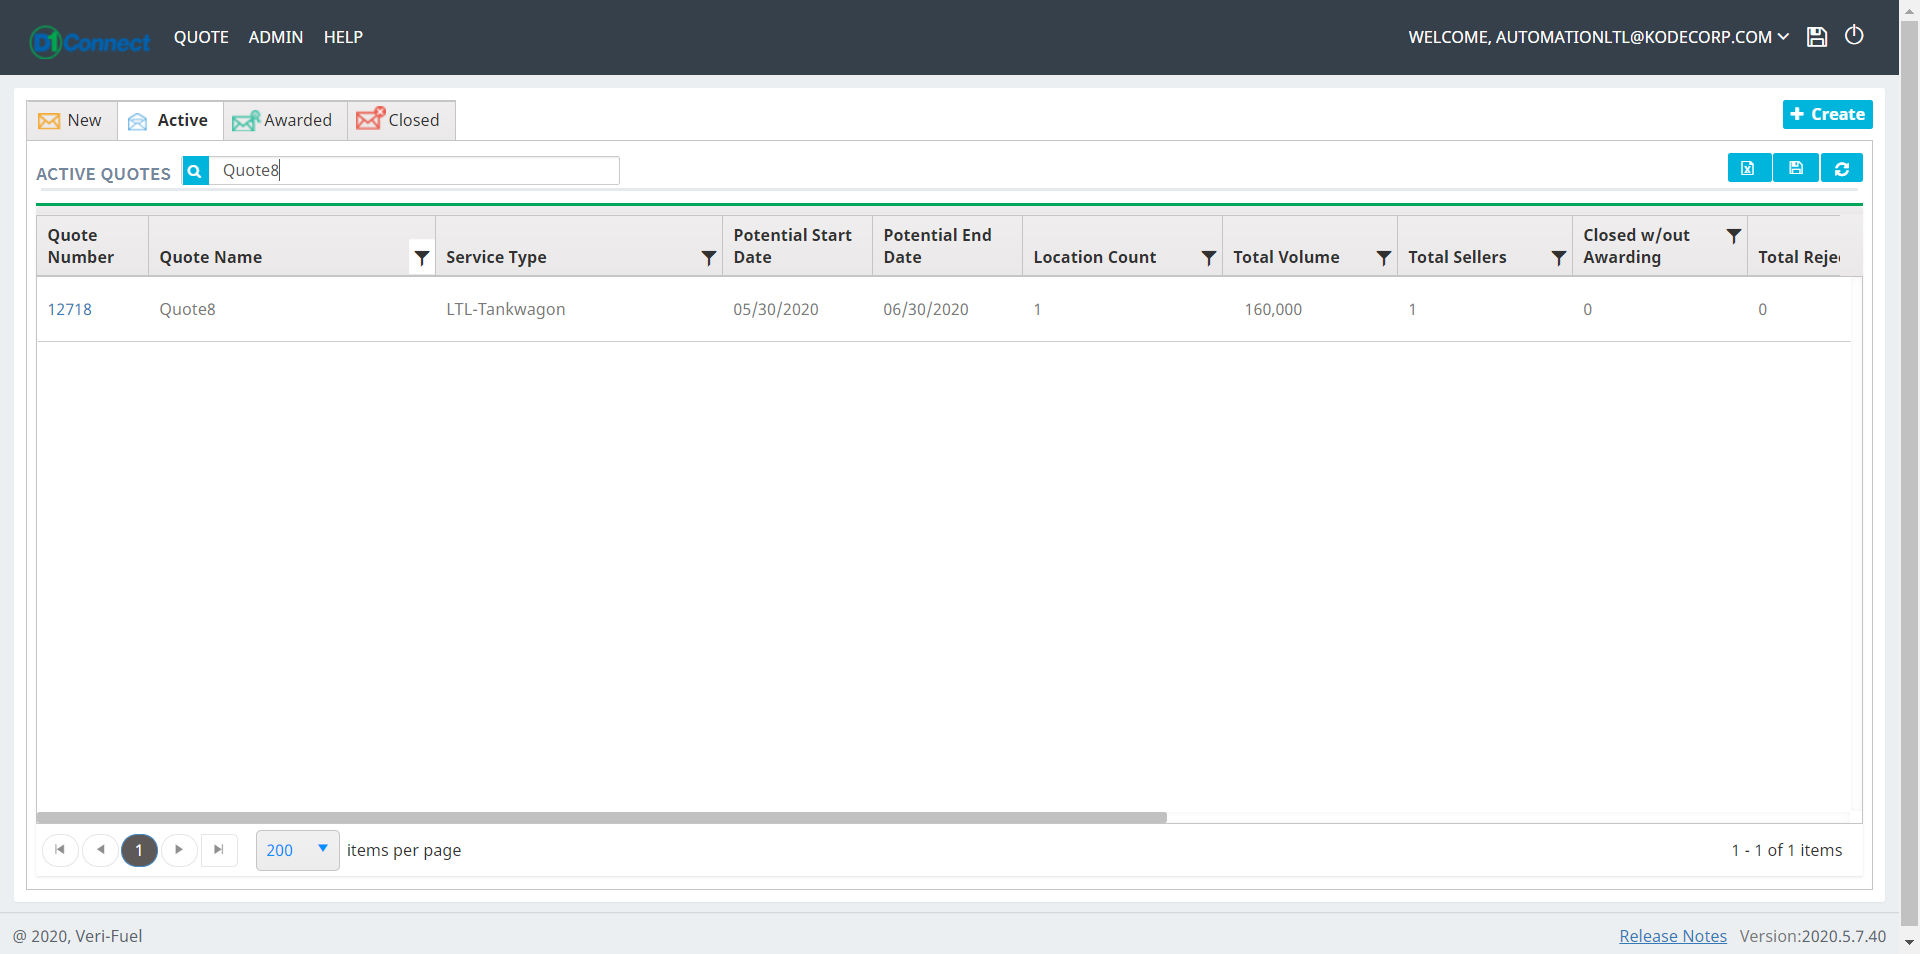 D1Connect QUOTE ADMIN HELP WELCOME, AUTOMATIONLTL@KODECORP.COM
New Active Awarded Closed + Create
ACTIVE QUOTES Quote8
Quote Number Quote Name Service Type Potential Start Date Potential End Date Location Count Total Volume Total Sellers Closed w/out Awarding Total Reje
12718 Quote8 LTL-Tankwagon 05/30/2020 06/30/2020 1 160,000 1 0 0
1 200 items per page 1 - 1 of 1 items
@ 2020, Veri-Fuel Release Notes Version:2020.5.7.40